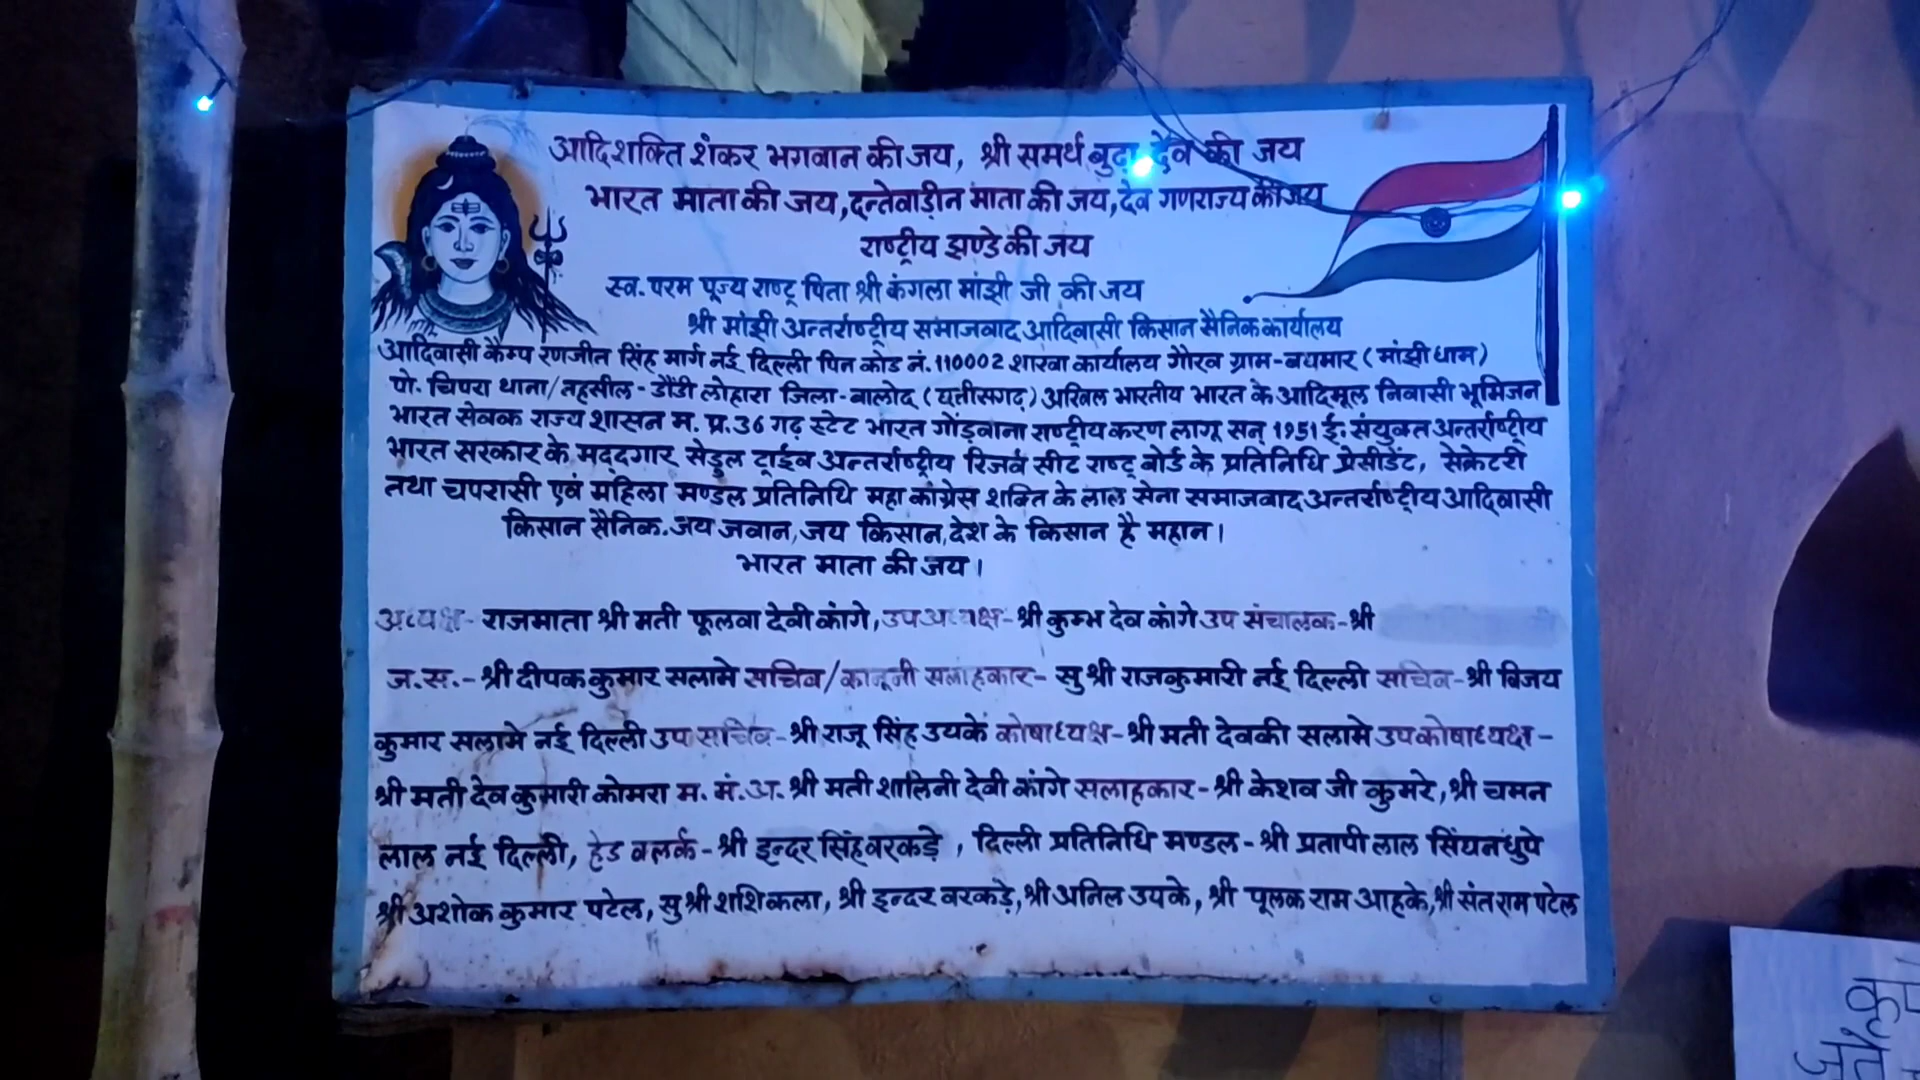 आदिशक्ति शंकर भगवान की जय, श्री समर्थ बुढ़ा देव की जय
भारत माता की जय, दन्तेवाड़ीन माता की जय, देव गणराज्य की जय
राष्ट्रीय झण्डे की जय
स्व. परम पूज्य राष्ट्र पिता श्री कंगला मांझी जी की जय
श्री मांझी अन्तर्राष्ट्रीय समाजवाद आदिवासी किसान सैनिक कार्यालय
आदिवासी कैम्प रणजीत सिंह मार्ग नई दिल्ली पिन कोड नं. 110002 शाखा कार्यालय गौरव ग्राम-बघमार (मांझीधाम)
पो. चिपरा थाना/तहसील - डौंडी लोहारा जिला-बालोद (छत्तीसगढ़) अखिल भारतीय भारत के आदिमूल निवासी भूमिजन
भारत सेवक राज्य शासन म. प्र. 36 गढ़ स्टेट भारत गोंड़वाना राष्ट्रीयकरण लागू सन् 1951 ई. संयुक्त अन्तर्राष्ट्रीय
भारत सरकार के मददगार सेडुल ट्राईब अन्तर्राष्ट्रीय रिजर्व सीट राष्ट्र बोर्ड के प्रतिनिधि प्रेसीडेंट, सेक्रेटरी
तथा चपरासी एवं महिला मण्डल प्रतिनिधि महा कांग्रेस शक्ति के लाल सेना समाजवाद अन्तर्राष्ट्रीय आदिवासी
किसान सैनिक. जय जवान, जय किसान, देश के किसान है महान।
भारत माता की जय।
अध्यक्ष- राजमाता श्री मती फूलवा देवी कांगे, उपअध्यक्ष- श्री कुम्भ देव कांगे उप संचालक-श्री
ज.स.- श्री दीपक कुमार सलामे सचिव/कानूनी सलाहकार- सुश्री राजकुमारी नई दिल्ली सचिव-श्री विजय
कुमार सलामे नई दिल्ली उप सचिव-श्री राजू सिंह उयके कोषाध्यक्ष-श्री मती देवकी सलामे उपकोषाध्यक्ष-
श्री मती देव कुमारी कोमरा म. मं. अ. श्री मती शालिनी देवी कांगे सलाहकार-श्री केशव जी कुमरे, श्री चमन
लाल नई दिल्ली, हेड क्लर्क-श्री इन्दर सिंह वरकड़े, दिल्ली प्रतिनिधि मण्डल-श्री प्रतापी लाल
श्री अशोक कुमार पटेल, सुश्री शशिकला, श्री इन्दर वरकड़े, श्री अनिल उयके, श्री पूलक राम आहके, श्री संतराम पटेल